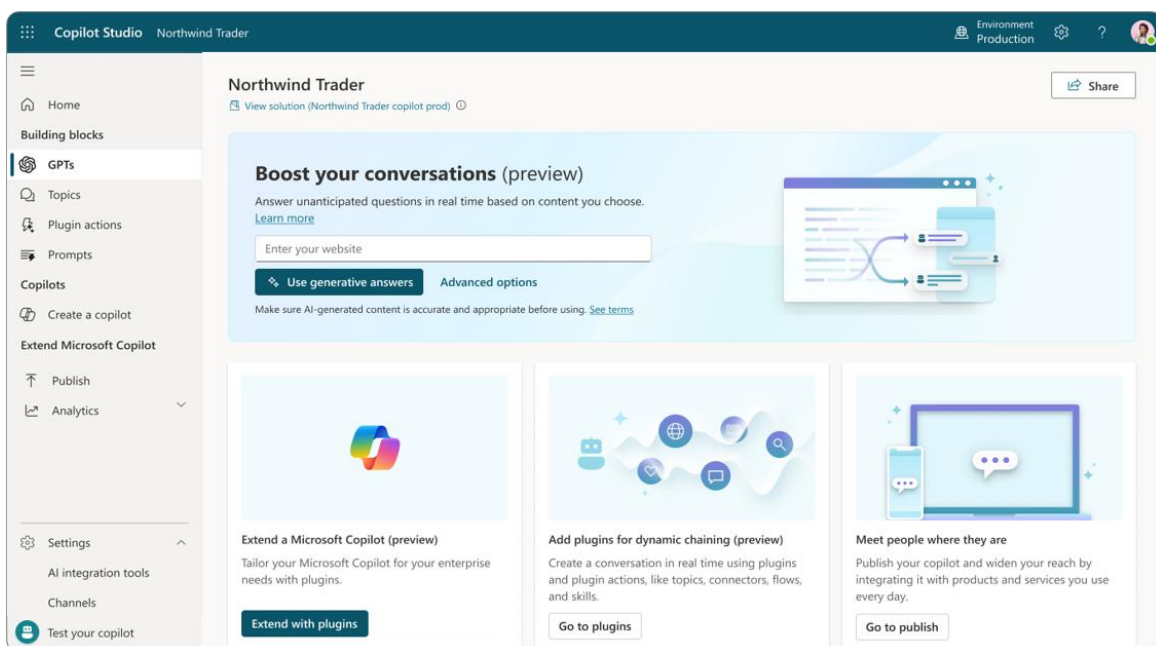 Copilot Studio Northwind Trader
Environment
Production
?
Home
Building blocks
GPTs
Topics
Plugin actions
Prompts
Copilots
Create a copilot
Extend Microsoft Copilot
Publish
Analytics
Settings
AI integration tools
Channels
Test your copilot
Northwind Trader
View solution (Northwind Trader copilot prod)
Share
Boost your conversations (preview)
Answer unanticipated questions in real time based on content you choose.
Learn more
Enter your website
Use generative answers Advanced options
Make sure AI-generated content is accurate and appropriate before using. See terms
Extend a Microsoft Copilot (preview)
Tailor your Microsoft Copilot for your enterprise
needs with plugins.
Extend with plugins
Add plugins for dynamic chaining (preview)
Create a conversation in real time using plugins
and plugin actions, like topics, connectors, flows,
and skills.
Go to plugins
Meet people where they are
Publish your copilot and widen your reach by
integrating it with products and services you use
every day.
Go to publish